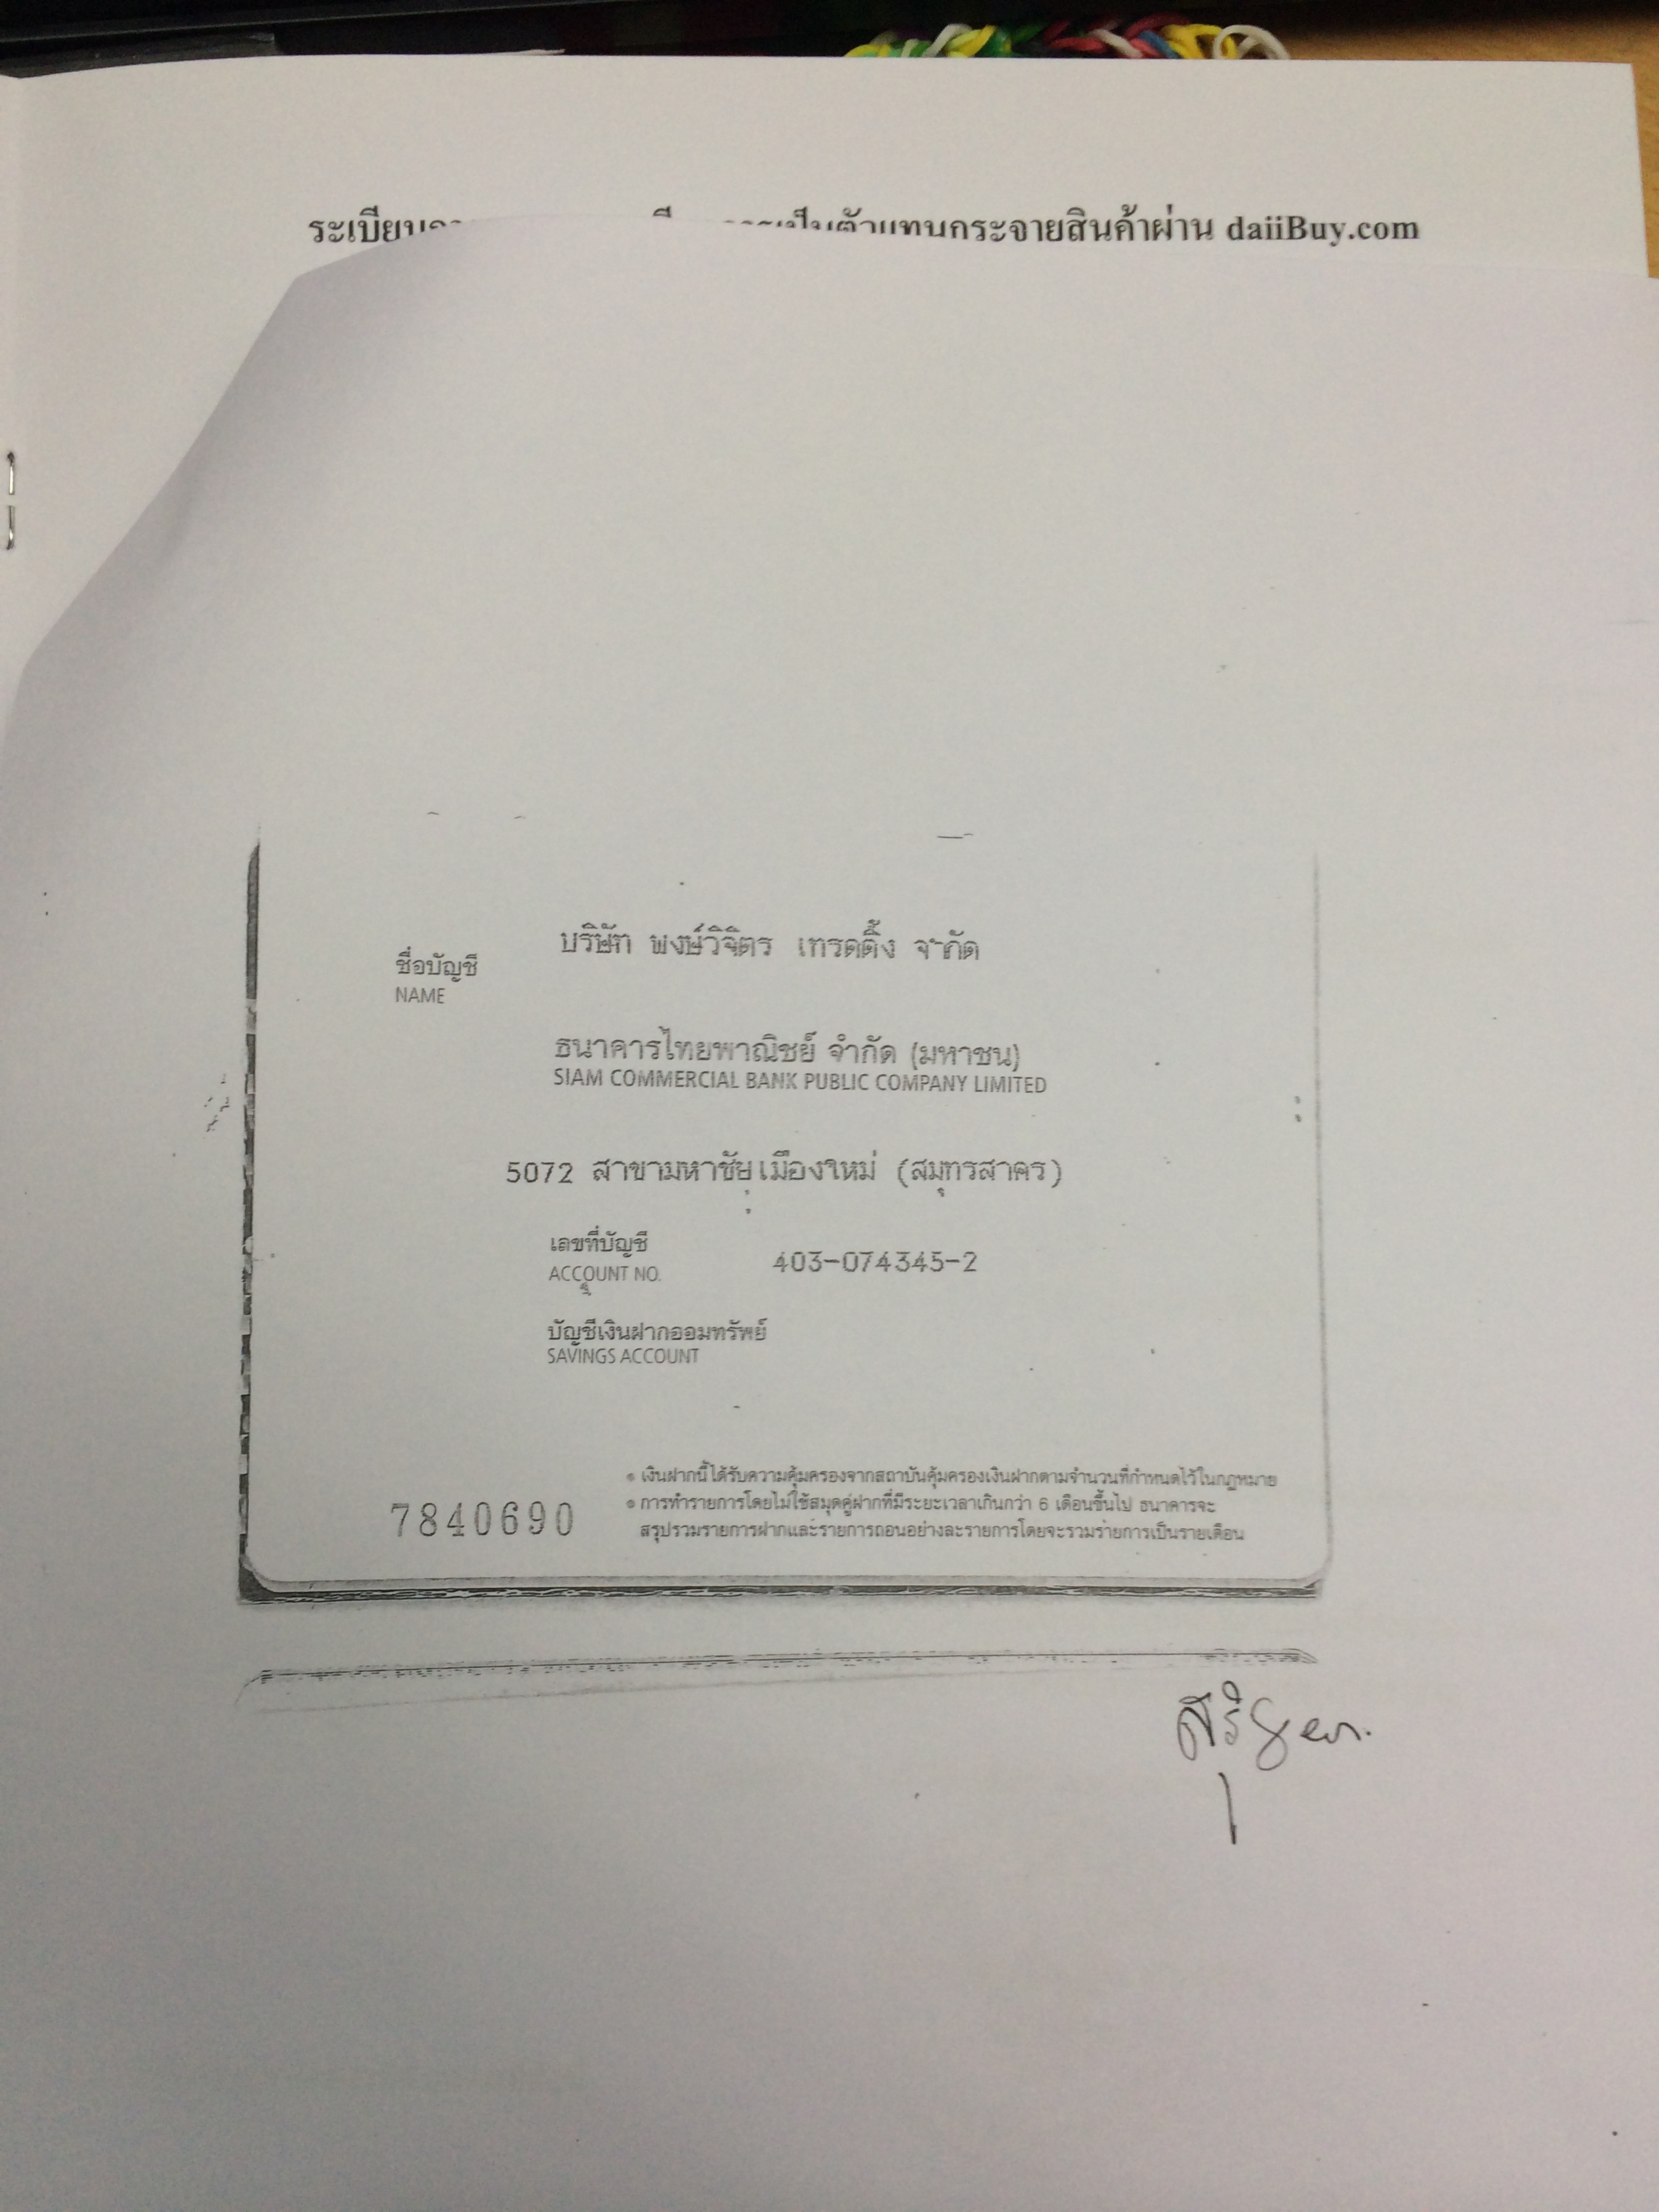 ระเบียบ เป็นตัวแทนกระจายสินค้าผ่าน daiiBuy.com
บริษัท พงษ์วิจิตร เทรดดิ้ง จำกัด
ชื่อบัญชี
NAME
ธนาคารไทยพาณิชย์ จำกัด (มหาชน)
SIAM COMMERCIAL BANK PUBLIC COMPANY LIMITED
5072 สาขามหาชัยเมืองใหม่ (สมุทรสาคร)
เลขที่บัญชี 403-074345-2
ACCOUNT NO.
บัญชีเงินฝากออมทรัพย์
SAVINGS ACCOUNT
• เงินฝากนี้ได้รับความคุ้มครองจากสถาบันคุ้มครองเงินฝากตามจำนวนที่กำหนดไว้ในกฎหมาย
• การทำรายการโดยไม่ใช้สมุดคู่ฝากที่มีระยะเวลาเกินกว่า 6 เดือนขึ้นไป ธนาคารจะ
สรุปรวมรายการฝากและรายการถอนอย่างละรายการโดยจะรวมรายการเป็นรายเดือน
7840690